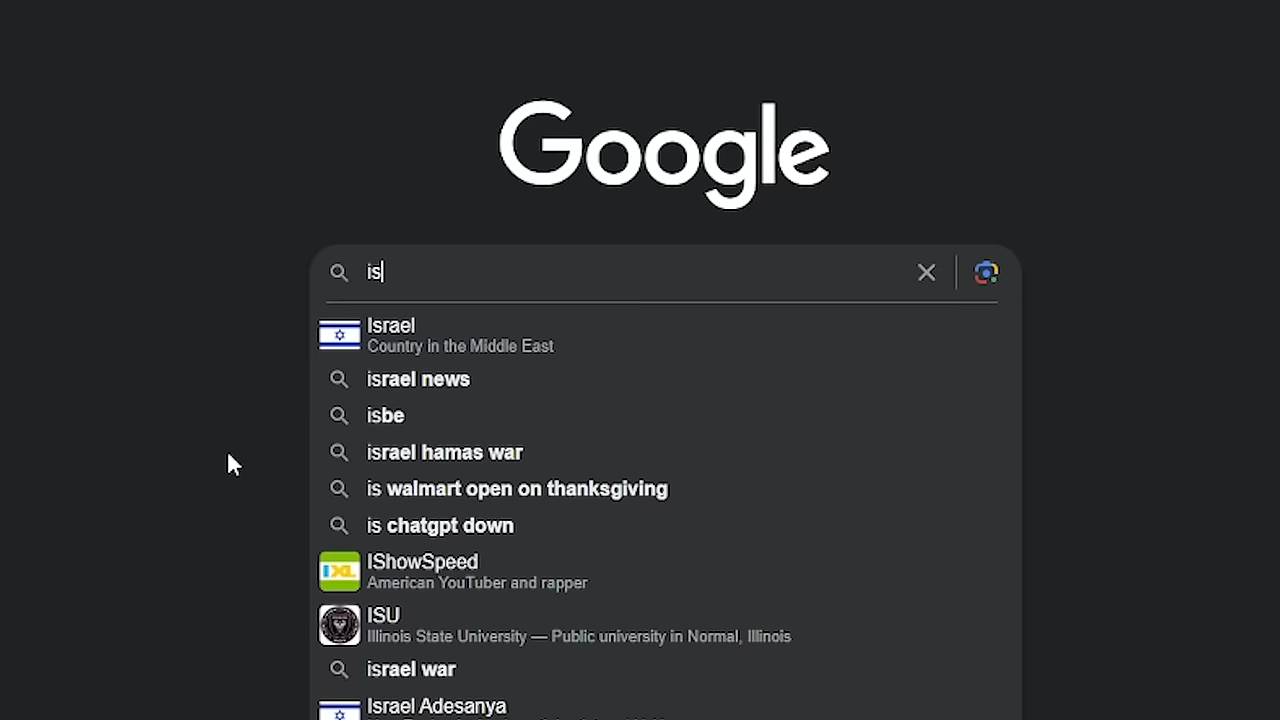 Google
is
Israel
Country in the Middle East
israel news
isbe
israel hamas war
is walmart open on thanksgiving
is chatgpt down
IXL
IShowSpeed
American YouTuber and rapper
ISU
Illinois State University — Public university in Normal, Illinois
israel war
Israel Adesanya